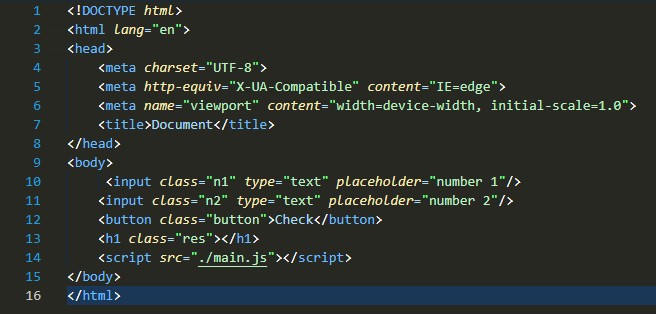 1 <!DOCTYPE html>
2 <html lang="en">
3 <head>
4     <meta charset="UTF-8">
5     <meta http-equiv="X-UA-Compatible" content="IE=edge">
6     <meta name="viewport" content="width=device-width, initial-scale=1.0">
7     <title>Document</title>
8 </head>
9 <body>
10      <input class="n1" type="text" placeholder="number 1"/>
11     <input class="n2" type="text" placeholder="number 2"/>
12     <button class="button">Check</button>
13     <h1 class="res"></h1>
14     <script src="./main.js"></script>
15 </body>
16 </html>